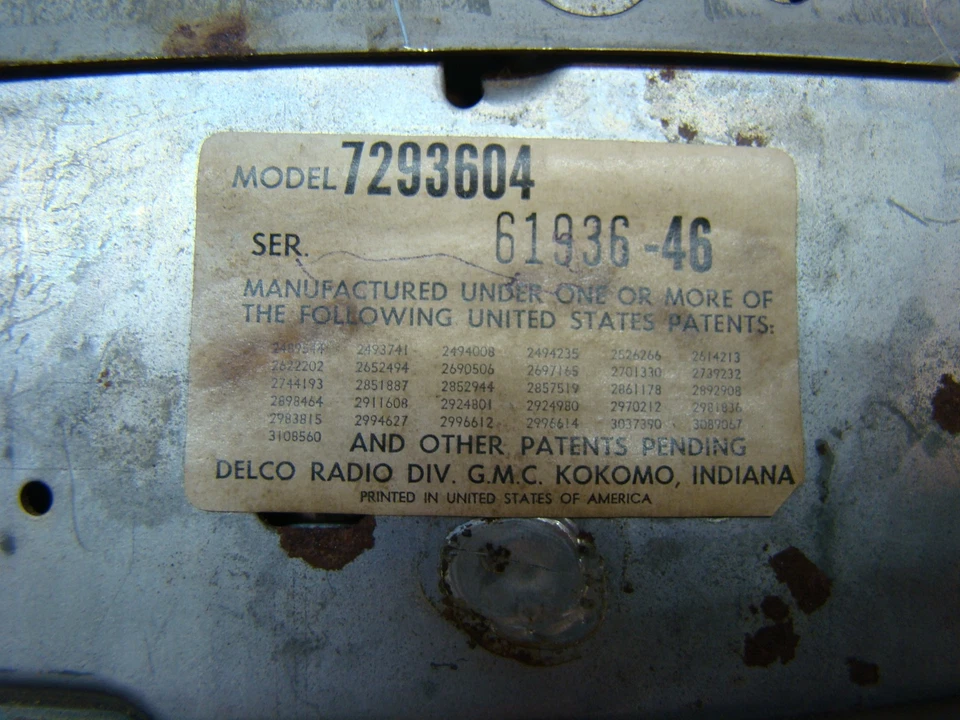 MODEL 7293604
SER. 61936 -46
MANUFACTURED UNDER ONE OR MORE OF
THE FOLLOWING UNITED STATES PATENTS:
2493741 2494008 2494235 2526266 2614213
2622202 2652494 2690506 2697165 2701330 2739232
2744193 2851887 2852944 2857519 2861178 2892908
2898464 2911608 2924801 2924980 2970212 2981836
2983815 2994627 2996612 2996614 3037390 3089067
3108560 AND OTHER PATENTS PENDING
DELCO RADIO DIV. G.M.C. KOKOMO, INDIANA
PRINTED IN UNITED STATES OF AMERICA